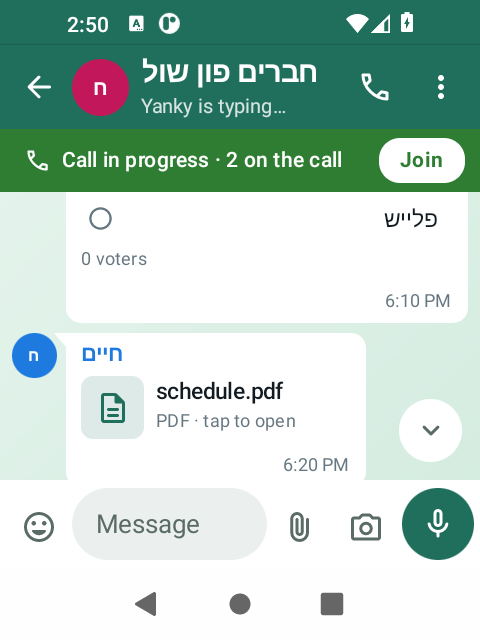 2:50
חברים פון שול
Yanky is typing…
Call in progress · 2 on the call
Join
פלייש
0 voters
6:10 PM
ח
ח
חיים
schedule.pdf
PDF · tap to open
6:20 PM
Message